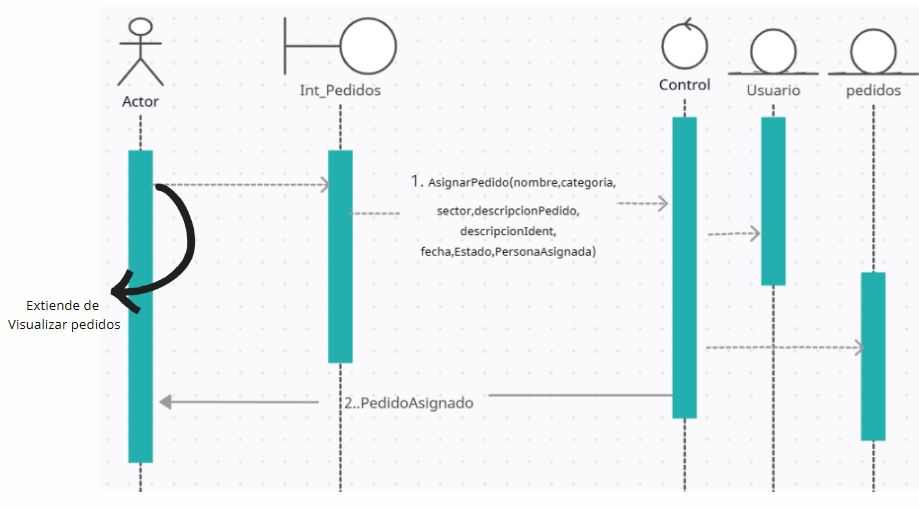 Actor
Int_Pedidos
Control
Usuario
pedidos
1. AsignarPedido(nombre,categoria,
sector,descripcionPedido,
descripcionIdent,
fecha,Estado,PersonaAsignada)
Extiende de
Visualizar pedidos
2..PedidoAsignado